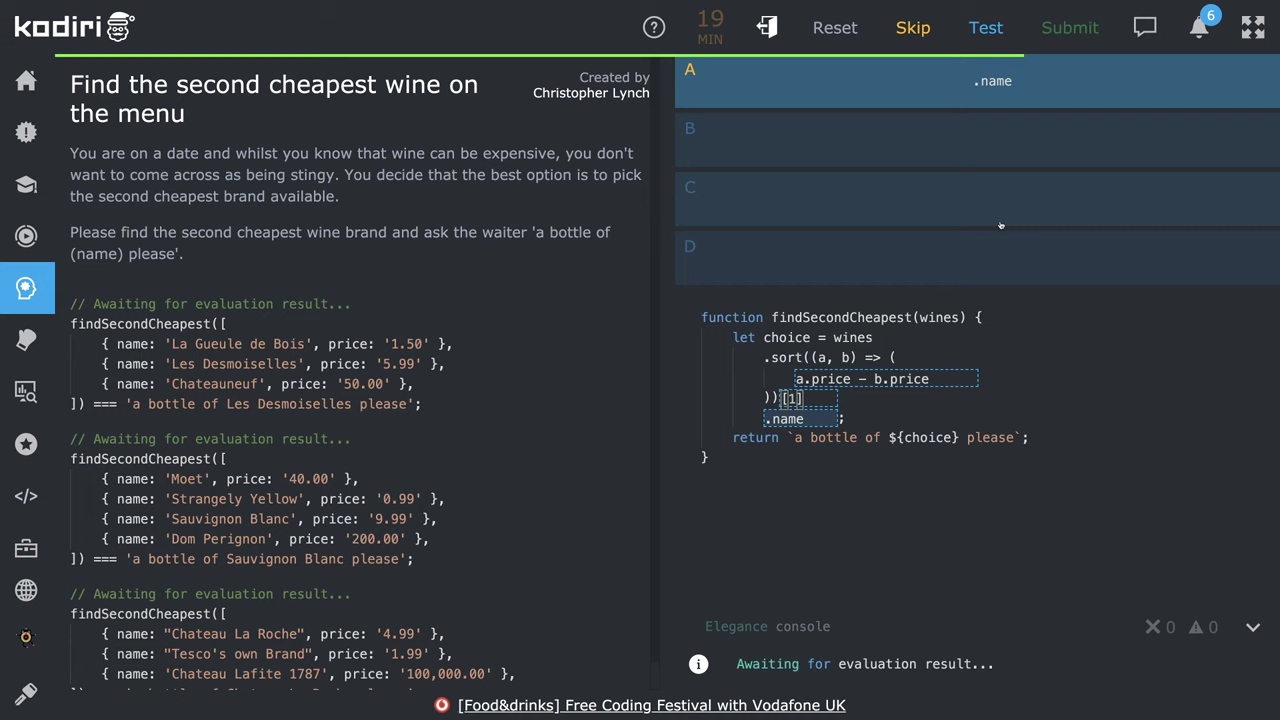 kodiri
19
MIN
Reset
Skip
Test
Submit
6
Find the second cheapest wine on
the menu
Created by
Christopher Lynch
You are on a date and whilst you know that wine can be expensive, you don't
want to come across as being stingy. You decide that the best option is to pick
the second cheapest brand available.
Please find the second cheapest wine brand and ask the waiter 'a bottle of
(name) please'.
// Awaiting for evaluation result...
findSecondCheapest([
{ name: 'La Gueule de Bois', price: '1.50' },
{ name: 'Les Desmoiselles', price: '5.99' },
{ name: 'Chateauneuf', price: '50.00' },
]) === 'a bottle of Les Desmoiselles please';
// Awaiting for evaluation result...
findSecondCheapest([
{ name: 'Moet', price: '40.00' },
{ name: 'Strangely Yellow', price: '0.99' },
{ name: 'Sauvignon Blanc', price: '9.99' },
{ name: 'Dom Perignon', price: '200.00' },
]) === 'a bottle of Sauvignon Blanc please';
// Awaiting for evaluation result...
findSecondCheapest([
{ name: "Chateau La Roche", price: '4.99' },
{ name: "Tesco's own Brand", price: '1.99' },
{ name: 'Chateau Lafite 1787', price: '100,000.00' },
A
.name
B
C
D
function findSecondCheapest(wines) {
let choice = wines
.sort((a, b) => (
a.price - b.price
))[1]
.name ;
return `a bottle of ${choice} please`;
}
Elegance console
0
0
Awaiting for evaluation result...
[Food&drinks] Free Coding Festival with Vodafone UK